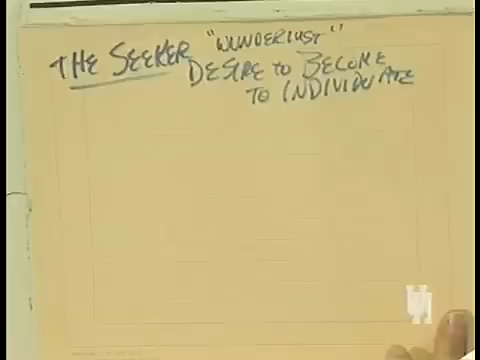 THE SEEKER "WUNDERLUST"
DESIRE to BECOME
TO INDIVIDUATE